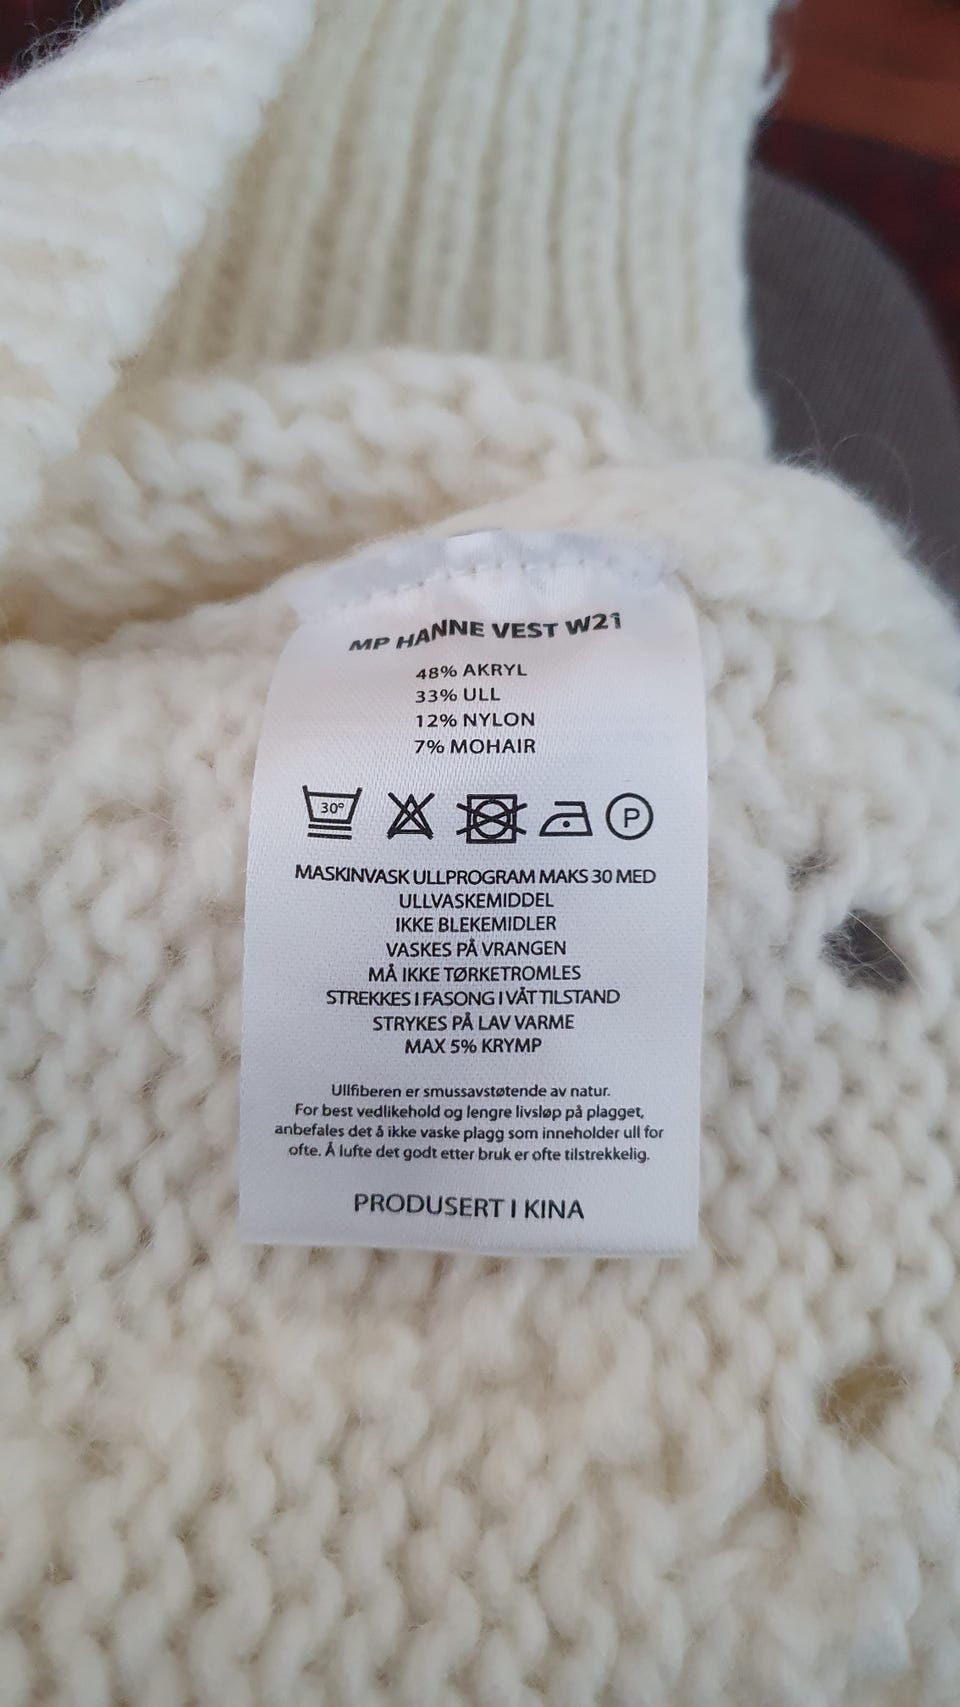 MP HANNE VEST W21
48% AKRYL
33% ULL
12% NYLON
7% MOHAIR
30° P
MASKINVASK ULLPROGRAM MAKS 30 MED
ULLVASKEMIDDEL
IKKE BLEKEMIDLER
VASKES PÅ VRANGEN
MÅ IKKE TØRKETROMLES
STREKKES I FASONG I VÅT TILSTAND
STRYKES PÅ LAV VARME
MAX 5% KRYMP
Ullfiberen er smussavstøtende av natur.
For best vedlikehold og lengre livsløp på plagget,
anbefales det å ikke vaske plagg som inneholder ull for
ofte. Å lufte det godt etter bruk er ofte tilstrekkelig.
PRODUSERT I KINA